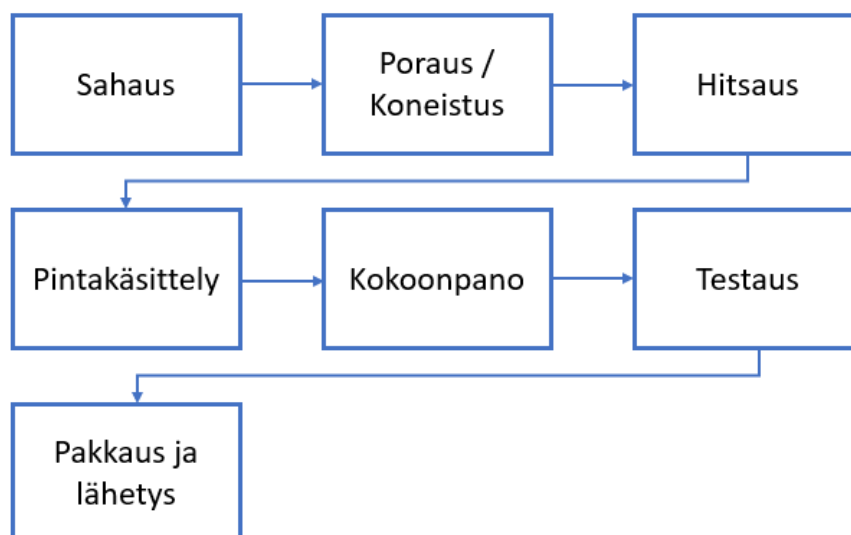 Sahaus
Poraus /
Koneistus
Hitsaus
Pintakäsittely
Kokoonpano
Testaus
Pakkaus ja
lähetys